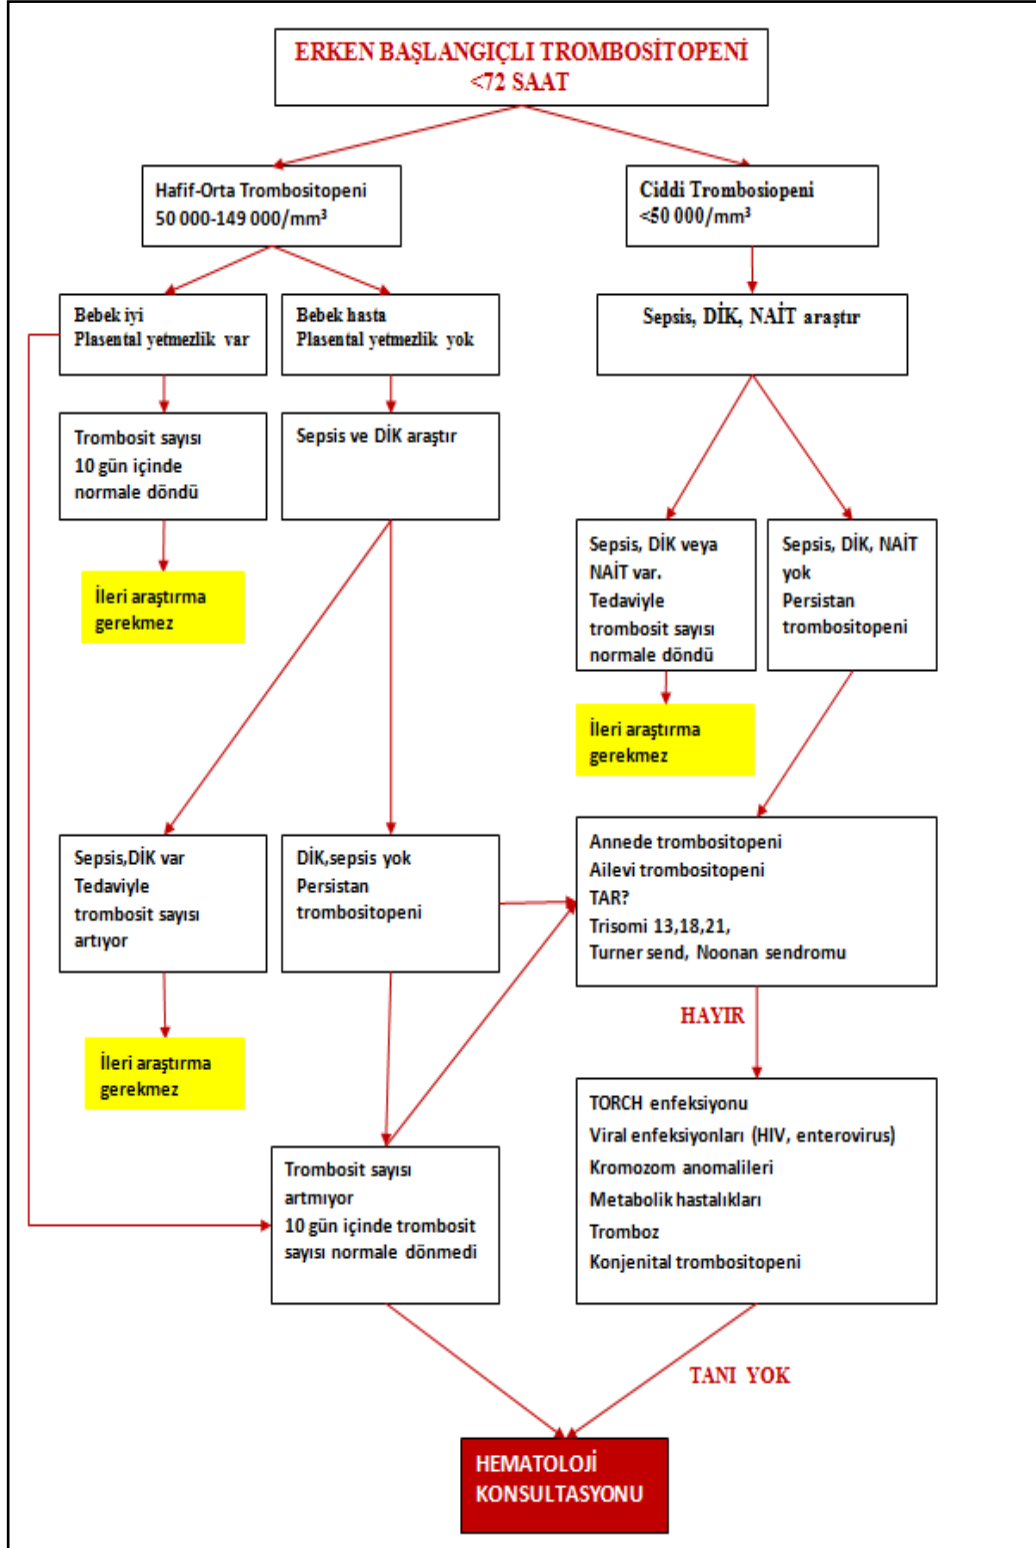 ERKEN BAŞLANGIÇLI TROMBOSİTOPENİ
<72 SAAT
Hafif-Orta Trombositopeni
50 000-149 000/mm³
Ciddi Trombosiopeni
<50 000/mm³
Bebek iyi
Plasental yetmezlik var
Bebek hasta
Plasental yetmezlik yok
Sepsis, DİK, NAİT araştır
Trombosit sayısı
10 gün içinde
normale döndü
Sepsis ve DİK araştır
Sepsis, DİK veya
NAİT var.
Tedaviyle
trombosit sayısı
normale döndü
Sepsis, DİK, NAİT
yok
Persistan
trombositopeni
İleri araştırma
gerekmez
İleri araştırma
gerekmez
Sepsis,DİK var
Tedaviyle
trombosit sayısı
artıyor
DİK,sepsis yok
Persistan
trombositopeni
Annede trombositopeni
Ailevi trombositopeni
TAR?
Trisomi 13,18,21,
Turner send, Noonan sendromu
HAYIR
İleri araştırma
gerekmez
TORCH enfeksiyonu
Viral enfeksiyonları (HIV, enterovirus)
Kromozom anomalileri
Metabolik hastalıkları
Tromboz
Konjenital trombositopeni
Trombosit sayısı
artmıyor
10 gün içinde trombosit
sayısı normale dönmedi
TANI YOK
HEMATOLOJİ
KONSULTASYONU